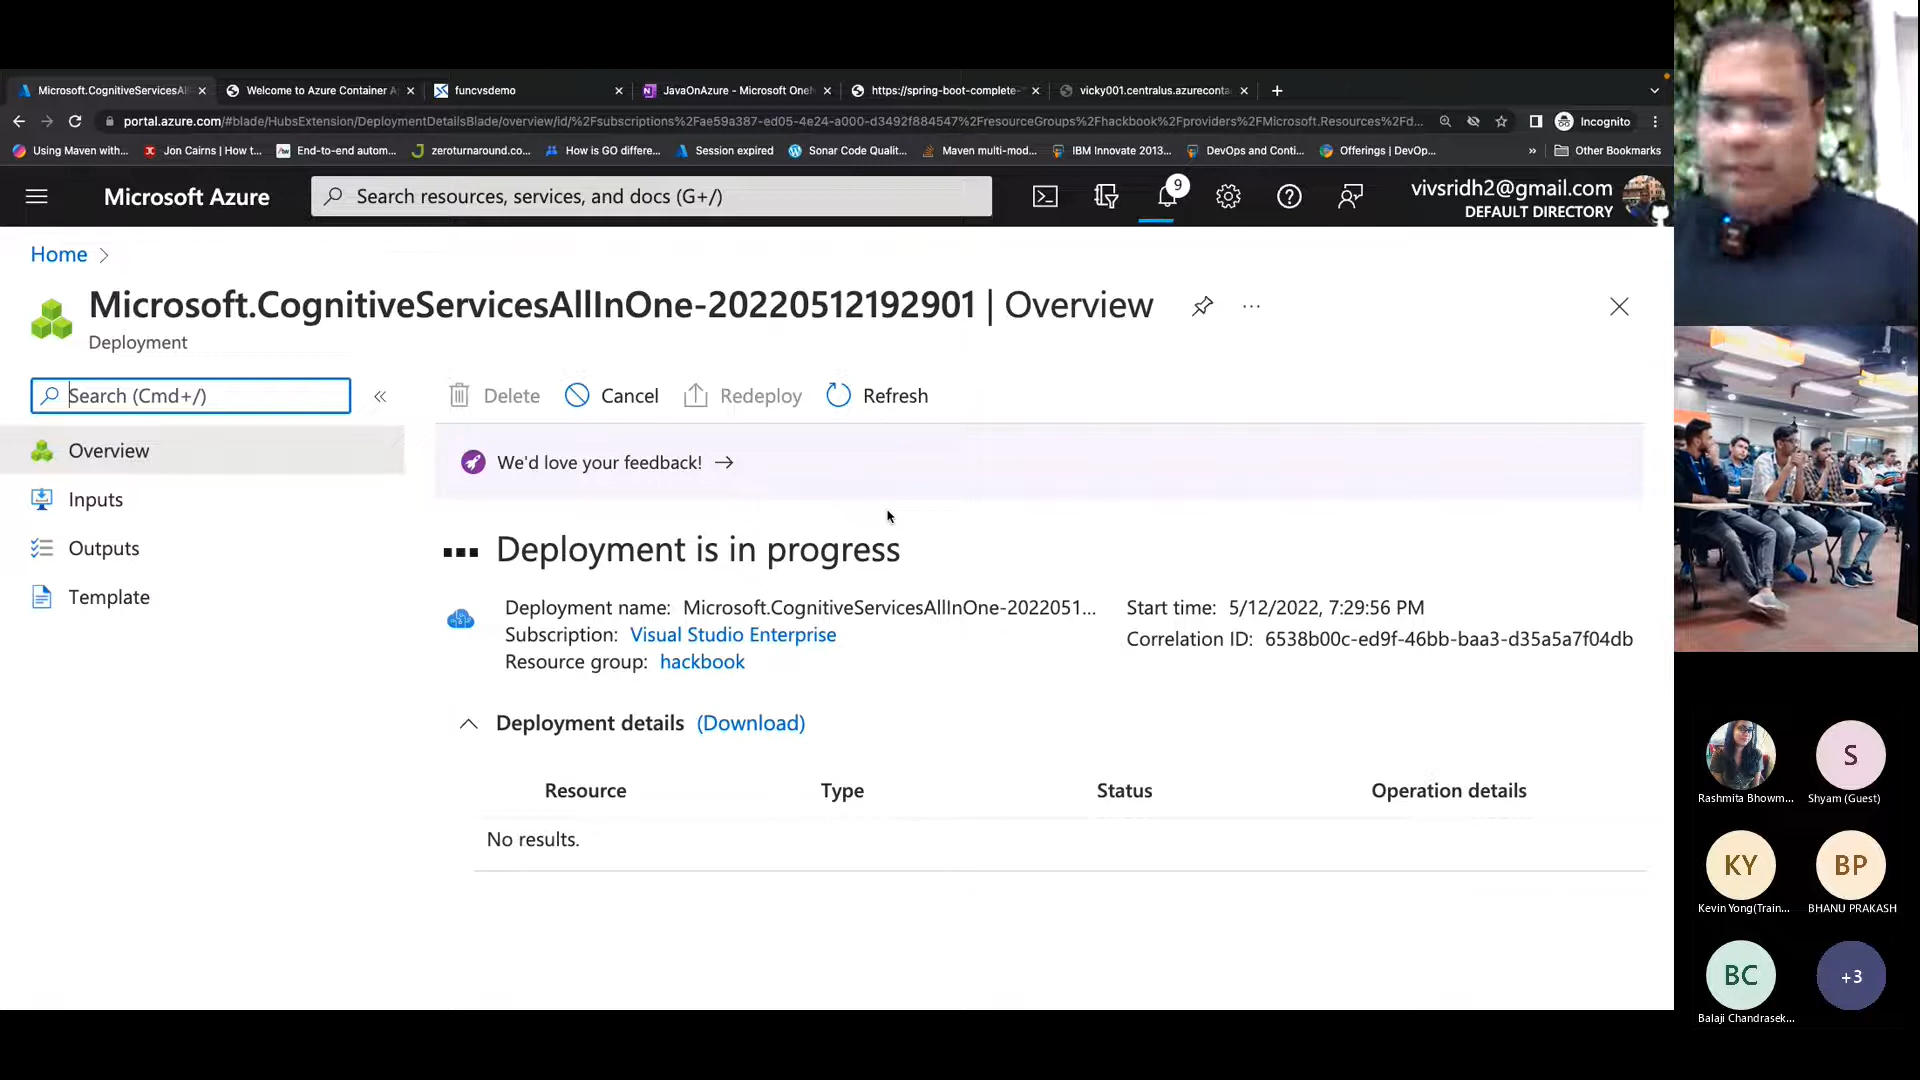 Microsoft.CognitiveServicesAll
Welcome to Azure Container A
funcvsdemo
JavaOnAzure - Microsoft OneN
https://spring-boot-complete-
vicky001.centralus.azureconta
portal.azure.com/#blade/HubsExtension/DeploymentDetailsBlade/overview/id/%2Fsubscriptions%2Fae59a387-ed05-4e24-a000-d3492f884547%2FresourceGroups%2Fhackbook%2Fproviders%2FMicrosoft.Resources%2Fd...
Incognito
Using Maven with...
Jon Cairns | How t...
End-to-end autom...
zeroturnaround.co...
How is GO differe...
Session expired
Sonar Code Qualit...
Maven multi-mod...
IBM Innovate 2013...
DevOps and Conti...
Offerings | DevOp...
»
Other Bookmarks
Microsoft Azure
Search resources, services, and docs (G+/)
9
vivsridh2@gmail.com
DEFAULT DIRECTORY
Home
Microsoft.CognitiveServicesAllInOne-20220512192901 | Overview
Deployment
Search (Cmd+/)
«
Delete
Cancel
Redeploy
Refresh
Overview
Inputs
Outputs
Template
We'd love your feedback! →
Deployment is in progress
Deployment name: Microsoft.CognitiveServicesAllInOne-2022051...
Subscription: Visual Studio Enterprise
Resource group: hackbook
Start time: 5/12/2022, 7:29:56 PM
Correlation ID: 6538b00c-ed9f-46bb-baa3-d35a5a7f04db
Deployment details (Download)
Resource Type Status Operation details
No results.
Rashmita Bhowm...
S
Shyam (Guest)
KY
Kevin Yong(Train...
BP
BHANU PRAKASH
BC
Balaji Chandrasek...
+3